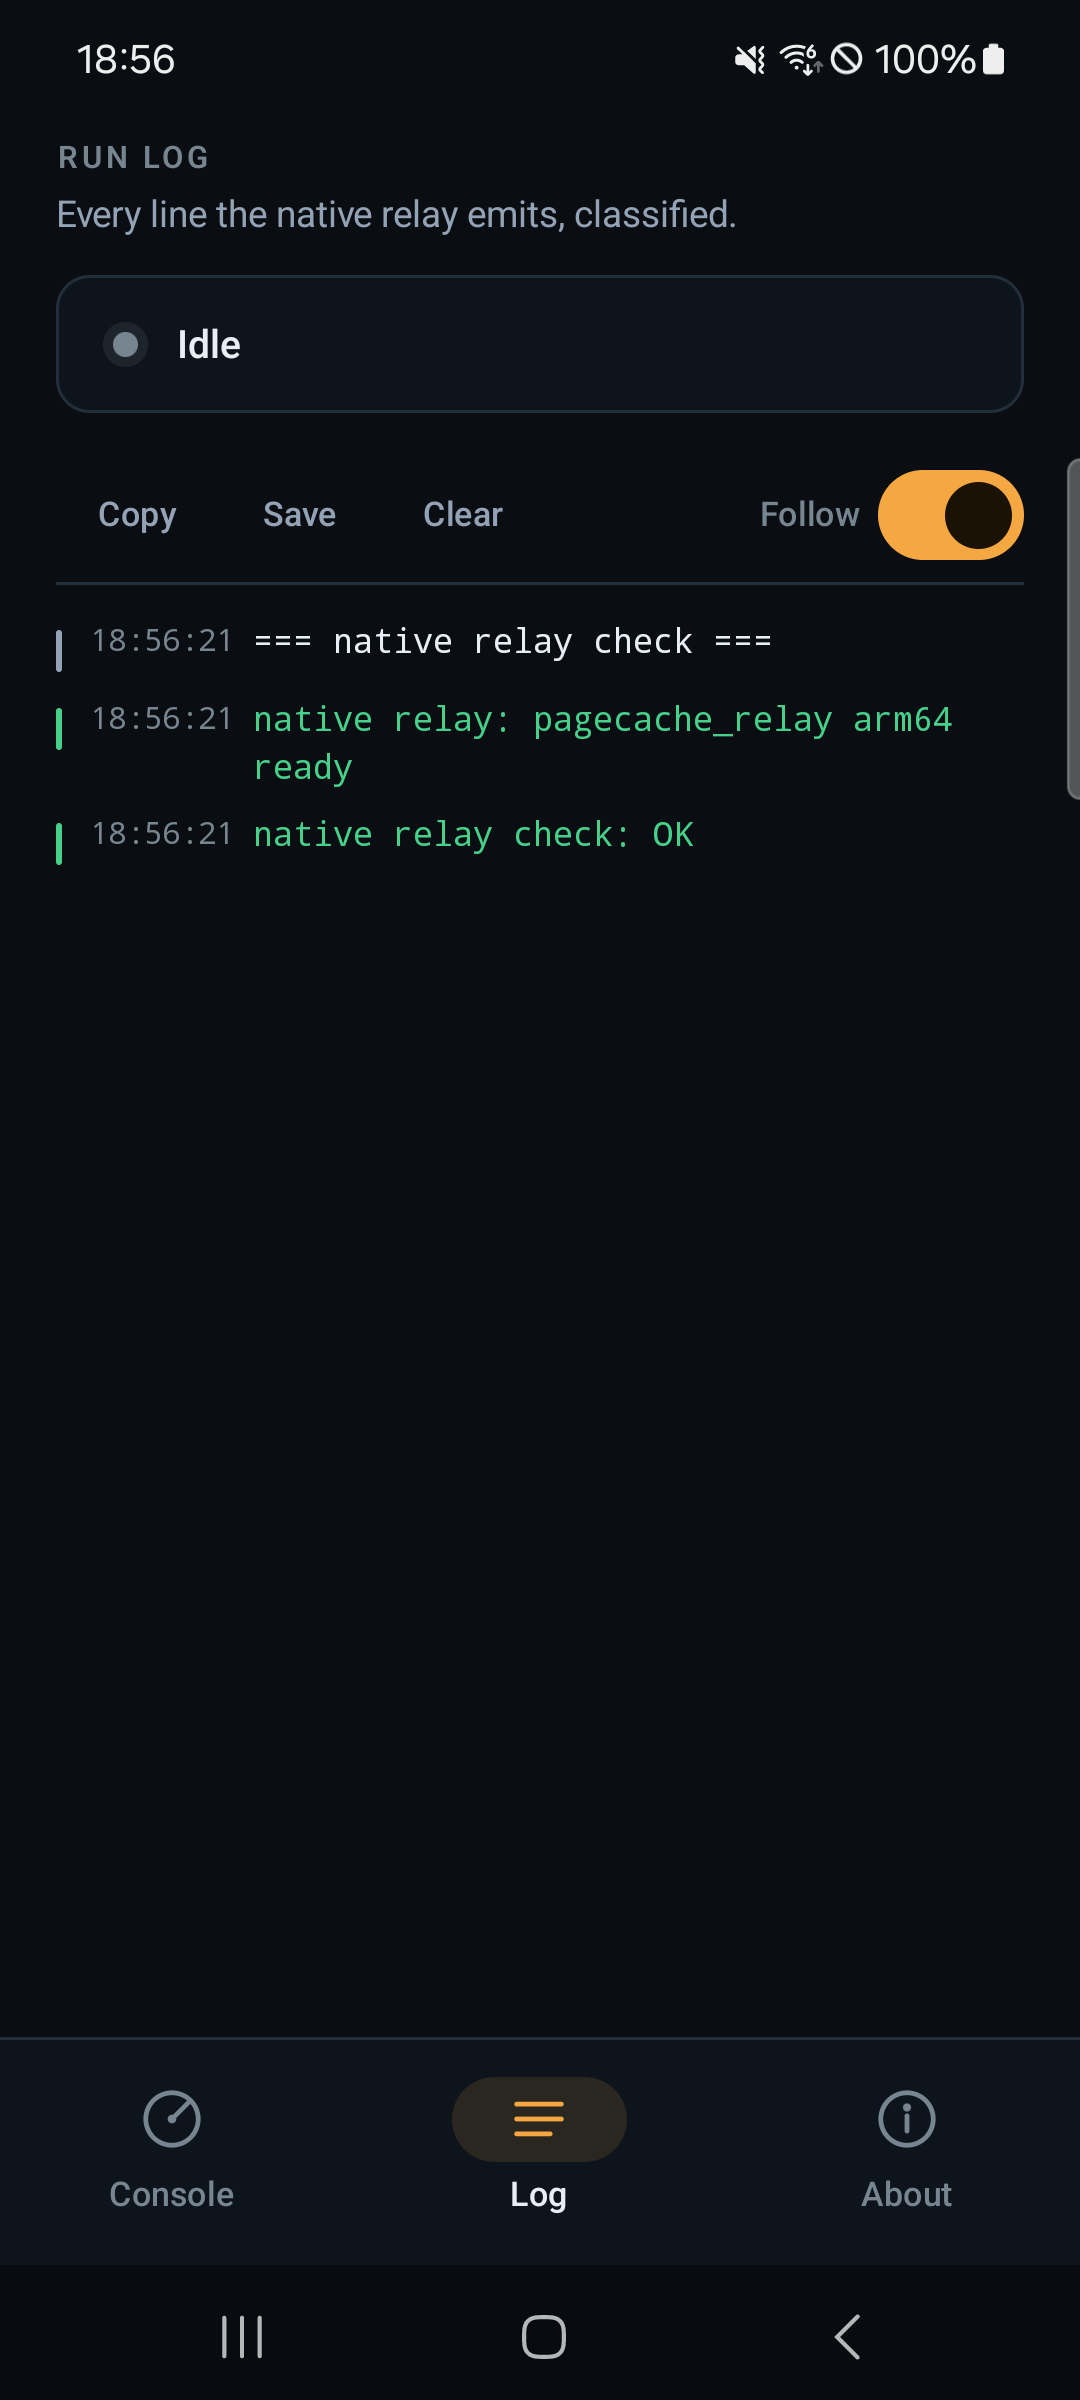 18:56
6
100%
RUN LOG
Every line the native relay emits, classified.
Idle
Copy Save Clear Follow
18:56:21 === native relay check ===
18:56:21 native relay: pagecache_relay arm64
ready
18:56:21 native relay check: OK
Console Log About